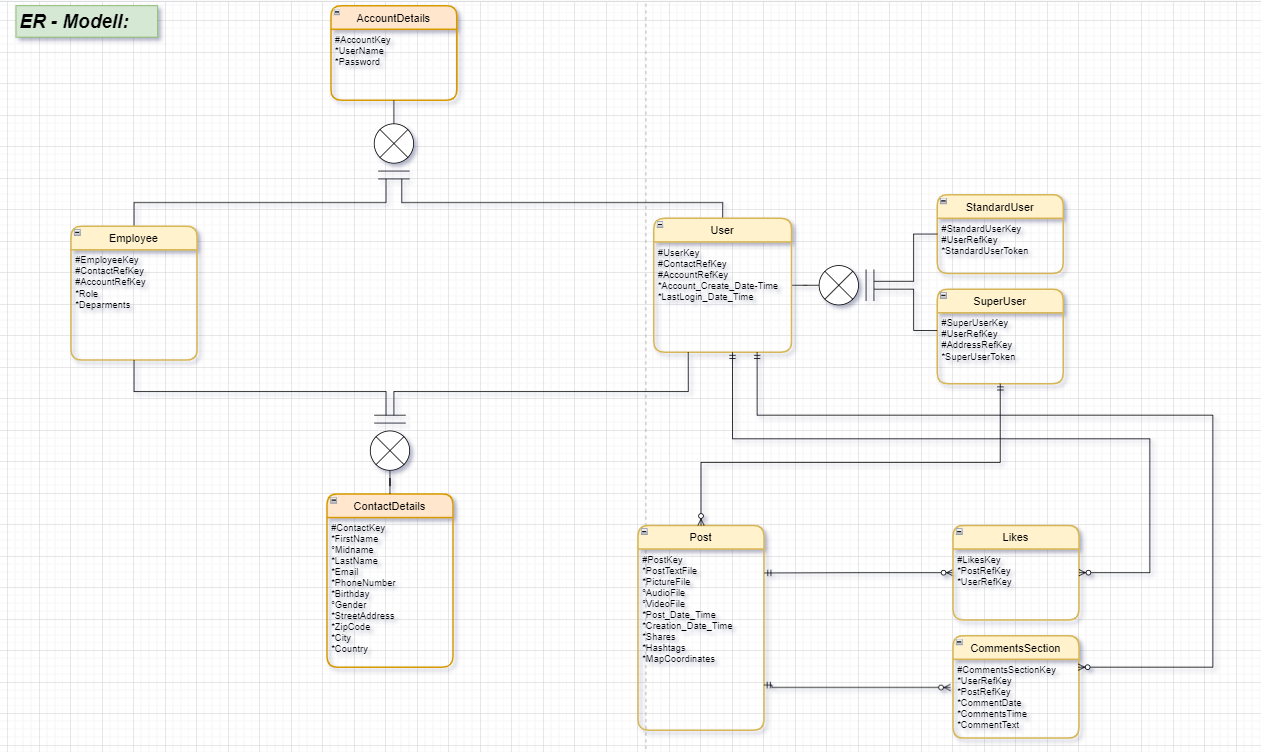 ER - Modell:
AccountDetails
#AccountKey
*UserName
*Password
Employee
#EmployeeKey
#ContactRefKey
#AccountRefKey
*Role
*Deparments
User
#UserKey
#ContactRefKey
#AccountRefKey
*Account_Create_Date-Time
*LastLogin_Date_Time
StandardUser
#StandardUserKey
#UserRefKey
*StandardUserToken
SuperUser
#SuperUserKey
#UserRefKey
#AddressRefKey
*SuperUserToken
ContactDetails
#ContactKey
*FirstName
°Midname
*LastName
*Email
*PhoneNumber
*Birthday
°Gender
*StreetAddress
*ZipCode
*City
*Country
Post
#PostKey
*PostTextFile
*PictureFile
°AudioFile
°VideoFile
*Post_Date_Time
*Creation_Date_Time
*Shares
*Hashtags
*MapCoordinates
Likes
#LikesKey
*PostRefKey
*UserRefKey
CommentsSection
#CommentsSectionKey
*UserRefKey
*PostRefKey
*CommentDate
*CommentsTime
*CommentText